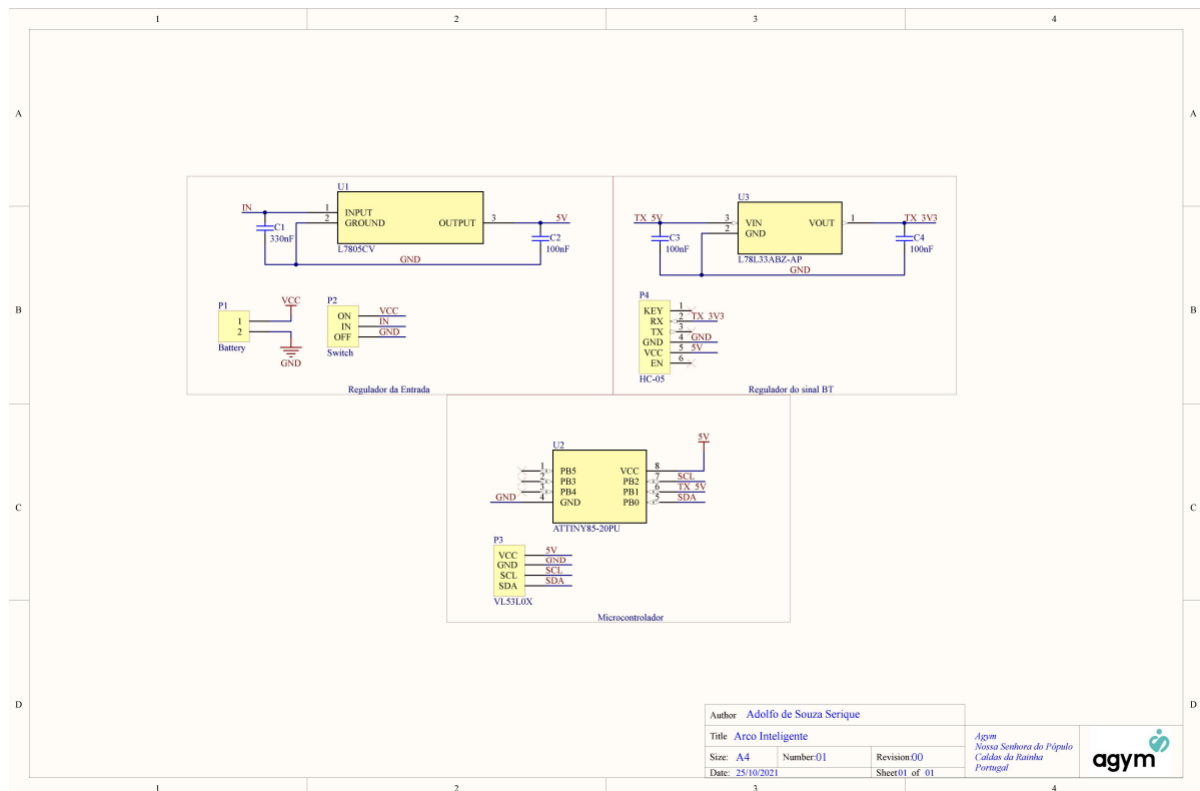 1 2 3 4
A A
B B
C C
D D
U1
IN
1 INPUT
2 GROUND
OUTPUT 3
5V
C1
330nF
C2
100nF
L7805CV
GND
P1
1
2
Battery
VCC
GND
P2
ON VCC
IN IN
OFF GND
Switch
Regulador da Entrada
U3
TX_5V
3 VIN
2 GND
VOUT 1
TX_3V3
C3
100nF
C4
100nF
L78L33ABZ-AP
GND
P4
KEY 1
RX 2 TX_3V3
TX 3
GND 4 GND
VCC 5 5V
EN 6
HC-05
Regulador do sinal BT
U2
5V
1 PB5 VCC 8
2 PB3 PB2 7 SCL
3 PB4 PB1 6 TX_5V
GND 4 GND PB0 5 SDA
ATTINY85-20PU
P3
VCC 5V
GND GND
SCL SCL
SDA SDA
VL53L0X
Microcontrolador
Author Adolfo de Souza Serique
Title Arco Inteligente
Size: A4 Number:01 Revision:00
Date: 25/10/2021 Sheet01 of 01
Agym
Nossa Senhora do Pópulo
Caldas da Rainha
Portugal
agym
1 2 3 4